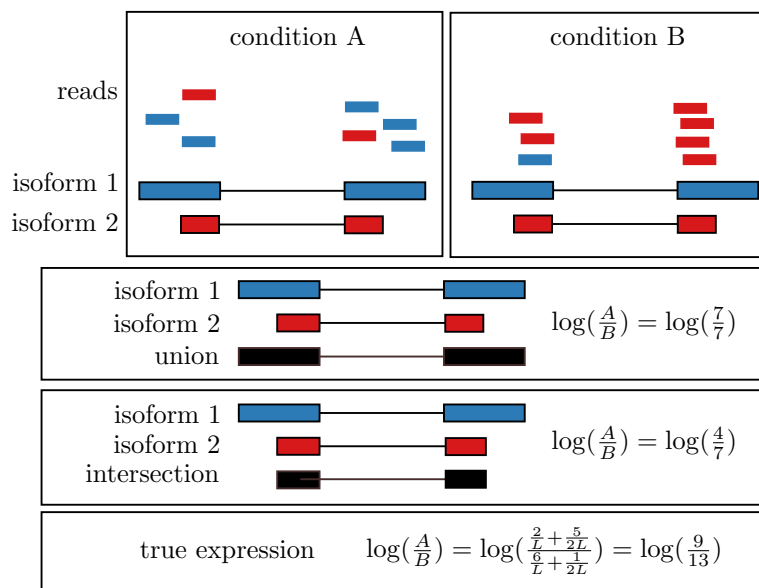 condition A
condition B
reads
isoform 1
isoform 2
isoform 1
isoform 2
union
log(A/B) = log(7/7)
isoform 1
isoform 2
intersection
log(A/B) = log(4/7)
true expression log(A/B) = log((2/L + 5/2L)/(6/L + 1/2L)) = log(9/13)